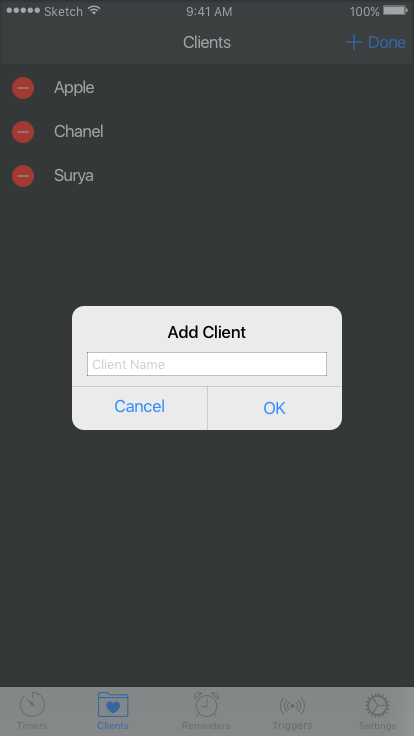 Sketch 9:41 AM 100%
Clients Done
Apple
Chanel
Surya
Add Client
Client Name
Cancel OK
Timers Clients Reminders Triggers Settings